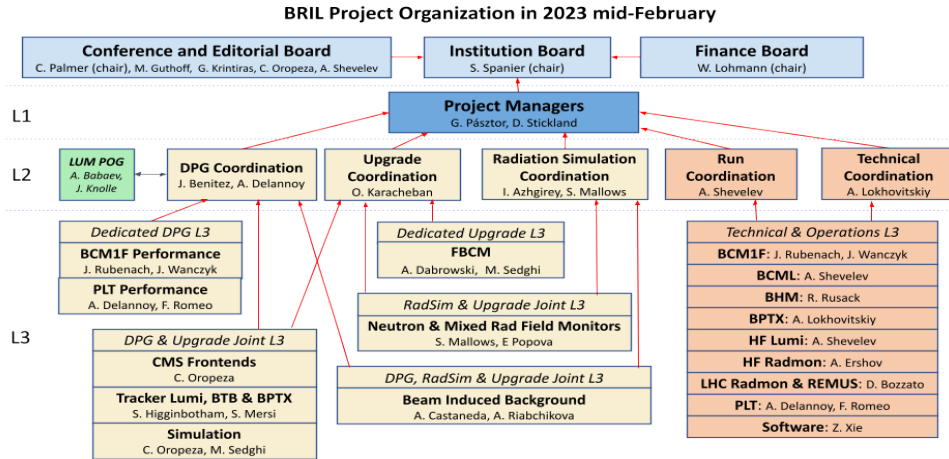 BRIL Project Organization in 2023 mid-February
Conference and Editorial Board
C. Palmer (chair), M. Guthoff, G. Krintiras, C. Oropeza, A. Shevelev
Institution Board
S. Spanier (chair)
Finance Board
W. Lohmann (chair)
L1
Project Managers
G. Pásztor, D. Stickland
L2
LUM POG
A. Babaev,
J. Knolle
DPG Coordination
J. Benitez, A. Delannoy
Upgrade
Coordination
O. Karacheban
Radiation Simulation
Coordination
I. Azhgirey, S. Mallows
Run
Coordination
A. Shevelev
Technical
Coordination
A. Lokhovitskiy
L3
Dedicated DPG L3
BCM1F Performance
J. Rubenach, J. Wanczyk
PLT Performance
A. Delannoy, F. Romeo
DPG & Upgrade Joint L3
CMS Frontends
C. Oropeza
Tracker Lumi, BTB & BPTX
S. Higginbotham, S. Mersi
Simulation
C. Oropeza, M. Sedghi
Dedicated Upgrade L3
FBCM
A. Dabrowski, M. Sedghi
RadSim & Upgrade Joint L3
Neutron & Mixed Rad Field Monitors
S. Mallows, E Popova
DPG, RadSim & Upgrade Joint L3
Beam Induced Background
A. Castaneda, A. Riabchikova
Technical & Operations L3
BCM1F: J. Rubenach, J. Wanczyk
BCML: A. Shevelev
BHM: R. Rusack
BPTX: A. Lokhovitskiy
HF Lumi: A. Shevelev
HF Radmon: A. Ershov
LHC Radmon & REMUS: D. Bozzato
PLT: A. Delannoy, F. Romeo
Software: Z. Xie